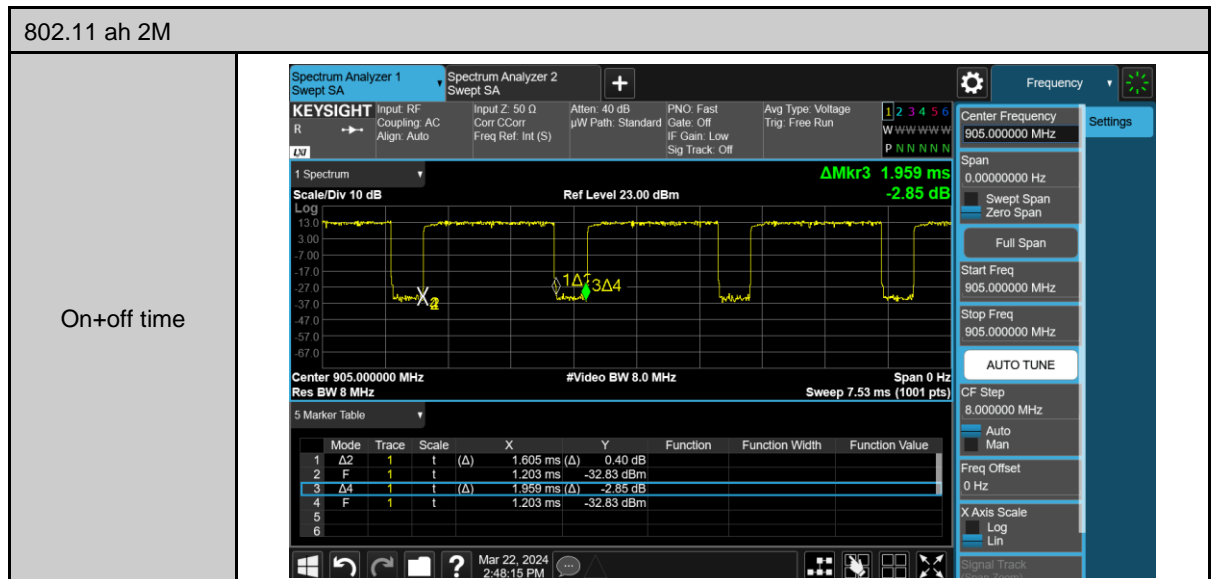 802.11 ah 2M
On+off time
Spectrum Analyzer 1
Swept SA
Spectrum Analyzer 2
Swept SA
+
Frequency
KEYSIGHT
R
LXI
Input: RF
Coupling: AC
Align: Auto
Input Z: 50 Ω
Corr CCorr
Freq Ref: Int (S)
Atten: 40 dB
µW Path: Standard
PNO: Fast
Gate: Off
IF Gain: Low
Sig Track: Off
Avg Type: Voltage
Trig: Free Run
1 2 3 4 5 6
W W W W W W
P N N N N N
1 Spectrum
ΔMkr3 1.959 ms
-2.85 dB
Scale/Div 10 dB
Ref Level 23.00 dBm
Log
13.0
3.00
-7.00
-17.0
-27.0
-37.0
-47.0
-57.0
-67.0
1Δ2
3Δ4
Center 905.000000 MHz
#Video BW 8.0 MHz
Span 0 Hz
Res BW 8 MHz
Sweep 7.53 ms (1001 pts)
5 Marker Table
Mode Trace Scale X Y Function Function Width Function Value
1 Δ2 1 t (Δ) 1.605 ms (Δ) 0.40 dB
2 F 1 t 1.203 ms -32.83 dBm
3 Δ4 1 t (Δ) 1.959 ms (Δ) -2.85 dB
4 F 1 t 1.203 ms -32.83 dBm
5
6
?
Mar 22, 2024
2:48:15 PM
Center Frequency
905.000000 MHz
Settings
Span
0.00000000 Hz
Swept Span
Zero Span
Full Span
Start Freq
905.000000 MHz
Stop Freq
905.000000 MHz
AUTO TUNE
CF Step
8.000000 MHz
Auto
Man
Freq Offset
0 Hz
X Axis Scale
Log
Lin
Signal Track